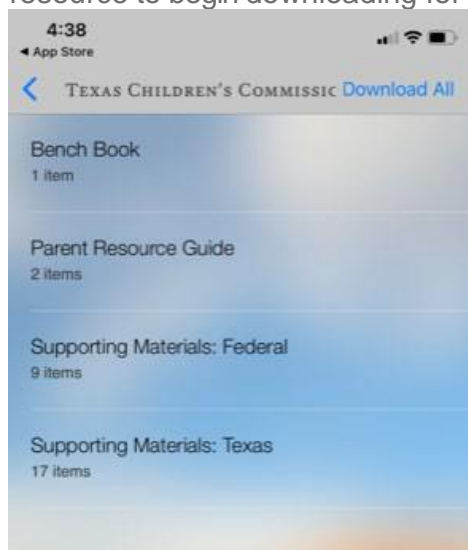 resource to begin downloading for
4:38
◄ App Store
TEXAS CHILDREN'S COMMISSIC Download All
Bench Book
1 item
Parent Resource Guide
2 items
Supporting Materials: Federal
9 items
Supporting Materials: Texas
17 items